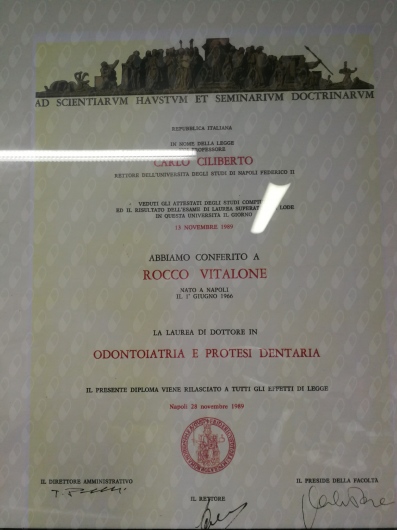 AD SCIENTIARVM HAVSTVM ET SEMINARIVM DOCTRINARVM
REPUBBLICA ITALIANA
IN NOME DELLA LEGGE
PROFESSORE
CARLO CILIBERTO
RETTORE DELL'UNIVERSITÀ DEGLI STUDI DI NAPOLI FEDERICO II
VEDUTI GLI ATTESTATI DEGLI STUDI
ED IL RISULTATO DELL'ESAME DI LAUREA LODE
IN QUESTA UNIVERSITÀ IL GIORNO
13 NOVEMBRE 1989
ABBIAMO CONFERITO A
ROCCO VITALONE
NATO A NAPOLI
IL 1° GIUGNO 1966
LA LAUREA DI DOTTORE IN
ODONTOIATRIA E PROTESI DENTARIA
IL PRESENTE DIPLOMA VIENE RILASCIATO A TUTTI GLI EFFETTI DI LEGGE
Napoli 28 novembre 1989
IL DIRETTORE AMMINISTRATIVO
IL RETTORE
IL PRESIDE DELLA FACOLTÀ